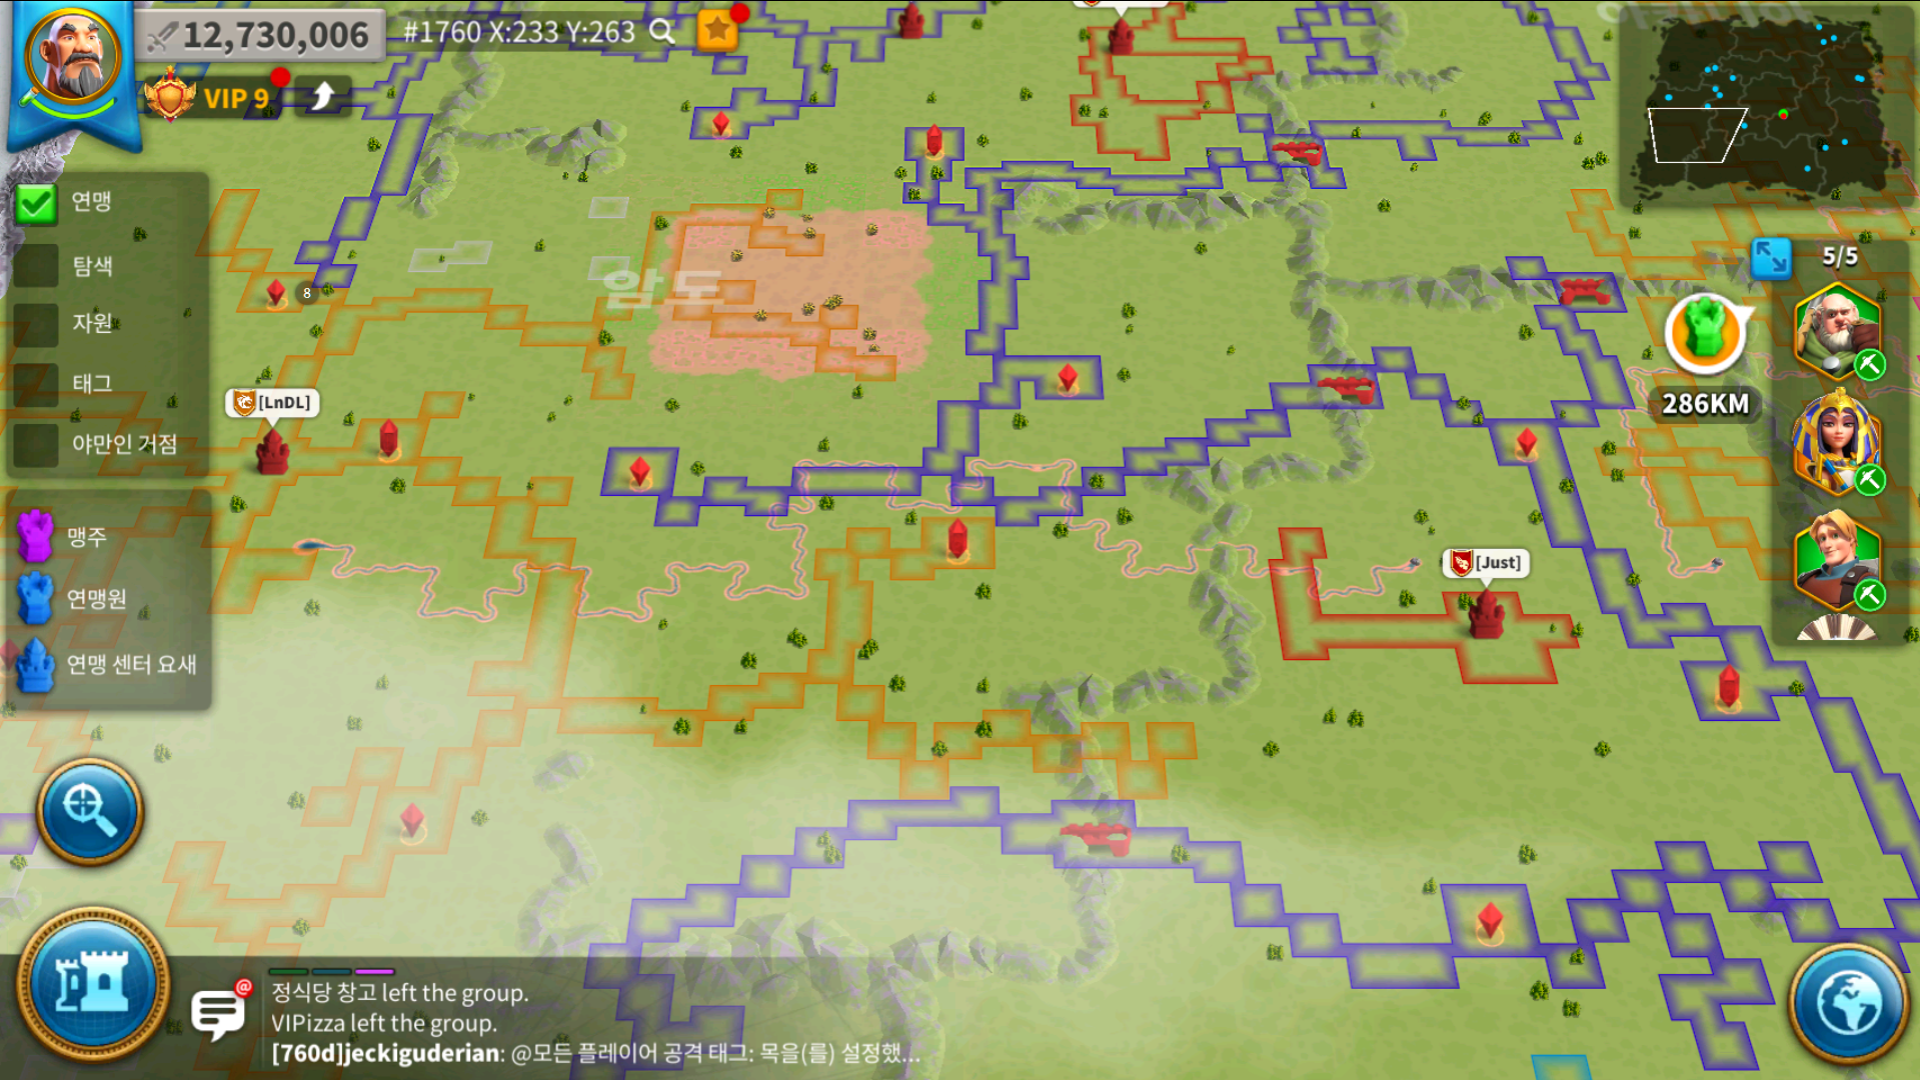 12,730,006
#1760 X:233 Y:263
VIP 9
연맹
탐색
자원
태그
야만인 거점
맹주
연맹원
연맹 센터 요새
8
암도
[LnDL]
[Just]
5/5
286KM
정식당 창고 left the group.
VIPizza left the group.
[760d]jeckiguderian: @모든 플레이어 공격 태그: 목을(를) 설정했...
@